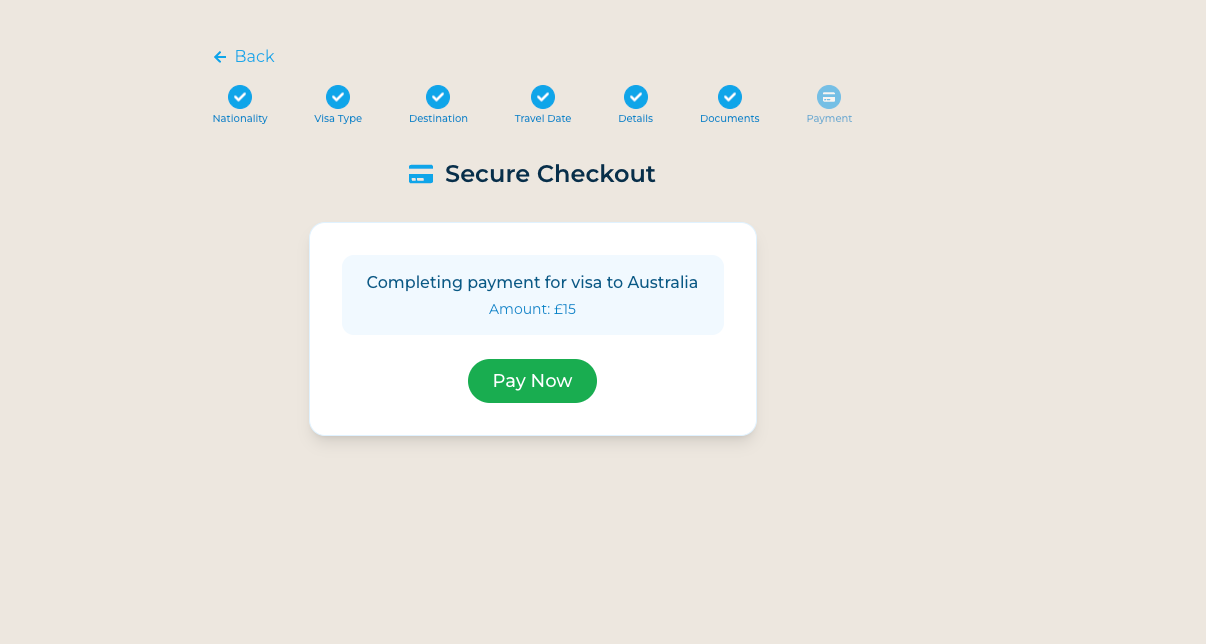 Back
Nationality Visa Type Destination Travel Date Details Documents Payment
Secure Checkout
Completing payment for visa to Australia
Amount: £15
Pay Now